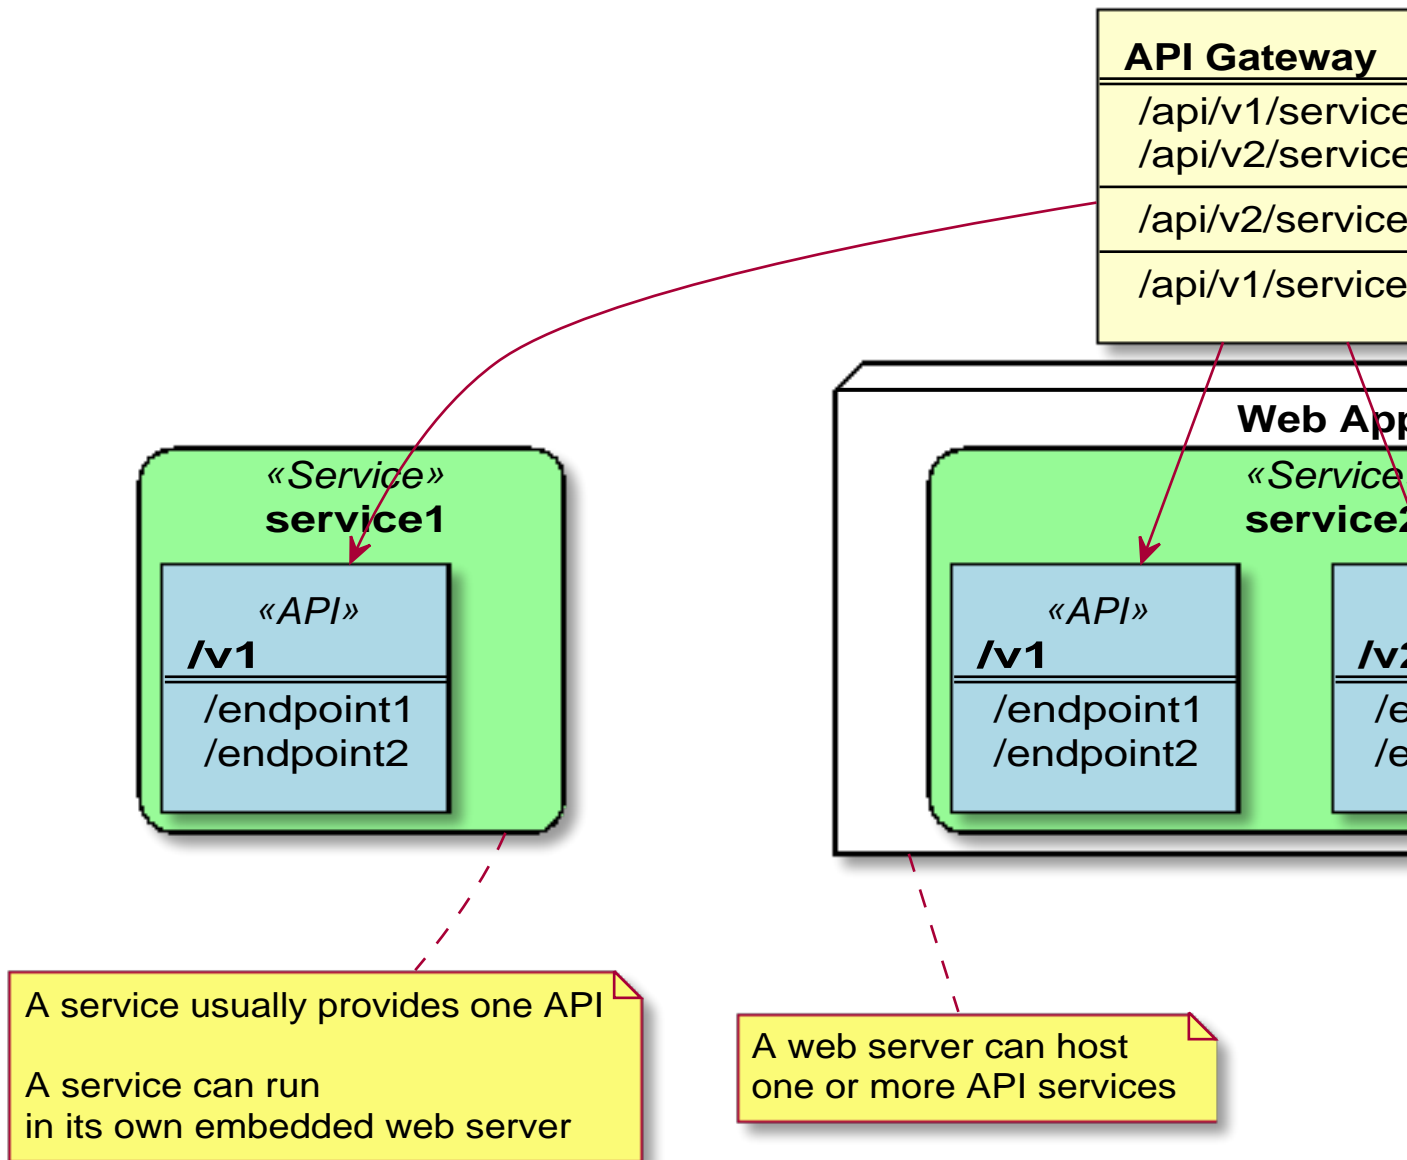 API Gateway
/api/v1/service
/api/v2/service
/api/v2/service
/api/v1/service
Web App
«Service»
service1
«API»
/v1
/endpoint1
/endpoint2
«Service
service2
«API»
/v1
/endpoint1
/endpoint2
/v2
/e
/e
A service usually provides one API
A service can run
in its own embedded web server
A web server can host
one or more API services